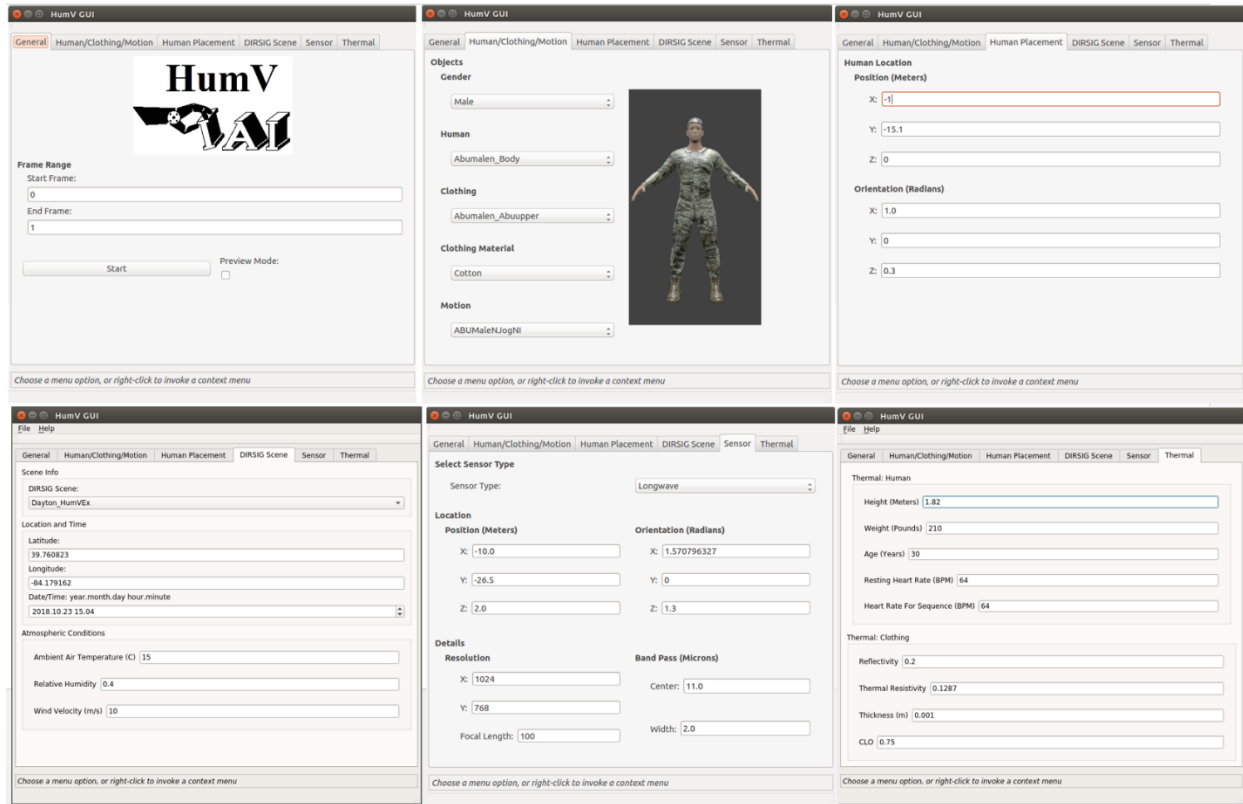 HumV GUI
General Human/Clothing/Motion Human Placement DIRSIG Scene Sensor Thermal
HumV
IAI
Frame Range
Start Frame:
0
End Frame:
1
Start
Preview Mode:
Choose a menu option, or right-click to invoke a context menu
HumV GUI
General Human/Clothing/Motion Human Placement DIRSIG Scene Sensor Thermal
Objects
Gender
Male
Human
Abumalen_Body
Clothing
Abumalen_Abuupper
Clothing Material
Cotton
Motion
ABUMaleNJogNI
Choose a menu option, or right-click to invoke a context menu
HumV GUI
General Human/Clothing/Motion Human Placement DIRSIG Scene Sensor Thermal
Human Location
Position (Meters)
X: -1
Y: -15.1
Z: 0
Orientation (Radians)
X: 1.0
Y: 0
Z: 0.3
Choose a menu option, or right-click to invoke a context menu
HumV GUI
File Help
General Human/Clothing/Motion Human Placement DIRSIG Scene Sensor Thermal
Scene Info
DIRSIG Scene:
Dayton_HumVEx
Location and Time
Latitude:
39.760823
Longitude:
-84.179162
Date/Time: year.month.day hour.minute
2018.10.23 15.04
Atmospheric Conditions
Ambient Air Temperature (C) 15
Relative Humidity 0.4
Wind Velocity (m/s) 10
Choose a menu option, or right-click to invoke a context menu
HumV GUI
General Human/Clothing/Motion Human Placement DIRSIG Scene Sensor Thermal
Select Sensor Type
Sensor Type: Longwave
Location
Position (Meters) Orientation (Radians)
X: -10.0 X: 1.570796327
Y: -26.5 Y: 0
Z: 2.0 Z: 1.3
Details
Resolution Band Pass (Microns)
X: 1024 Center: 11.0
Y: 768 Width: 2.0
Focal Length: 100
Choose a menu option, or right-click to invoke a context menu
HumV GUI
File Help
General Human/Clothing/Motion Human Placement DIRSIG Scene Sensor Thermal
Thermal: Human
Height (Meters) 1.82
Weight (Pounds) 210
Age (Years) 30
Resting Heart Rate (BPM) 64
Heart Rate For Sequence (BPM) 64
Thermal: Clothing
Reflectivity 0.2
Thermal Resistivity 0.1287
Thickness (m) 0.001
CLO 0.75
Choose a menu option, or right-click to invoke a context menu